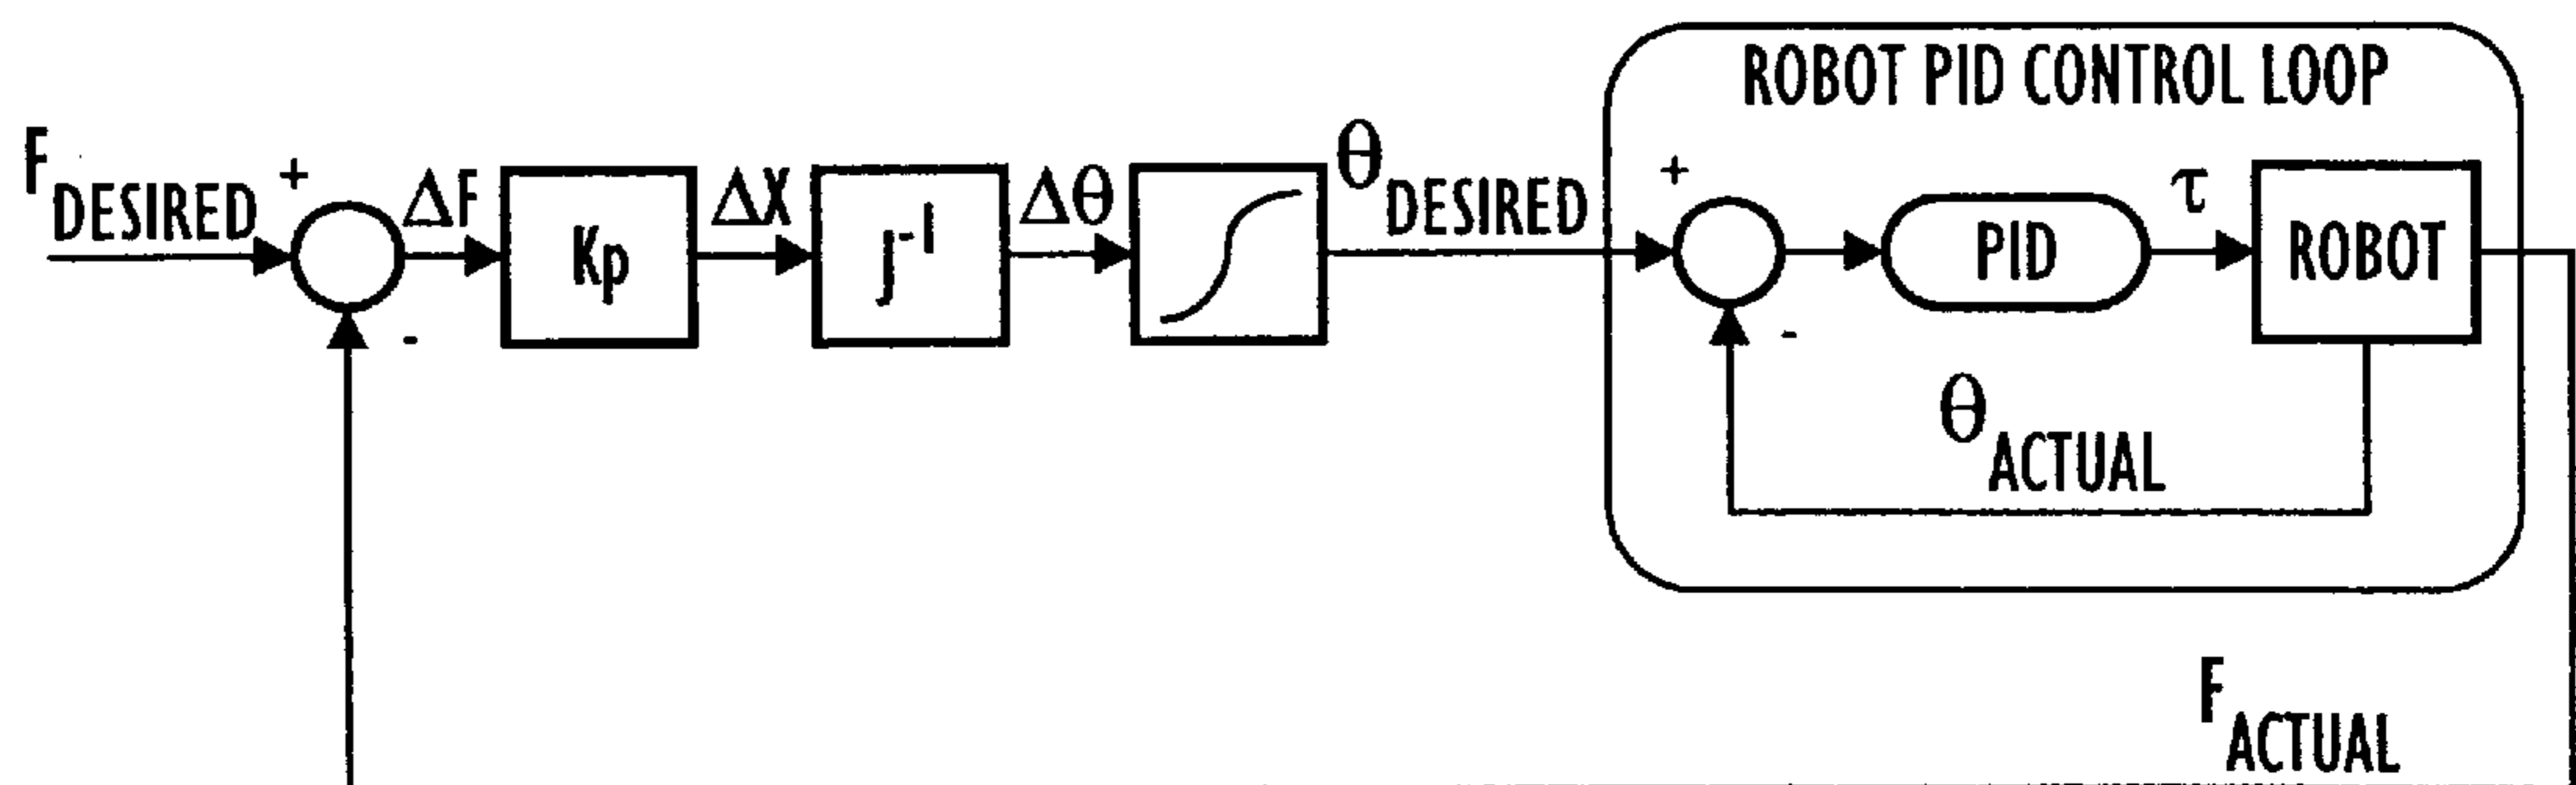 ROBOT PID CONTROL LOOP
F DESIRED
+
-
ΔF
Kp
ΔX
J⁻¹
Δθ
θ DESIRED
+
-
PID
τ
ROBOT
θ ACTUAL
F ACTUAL